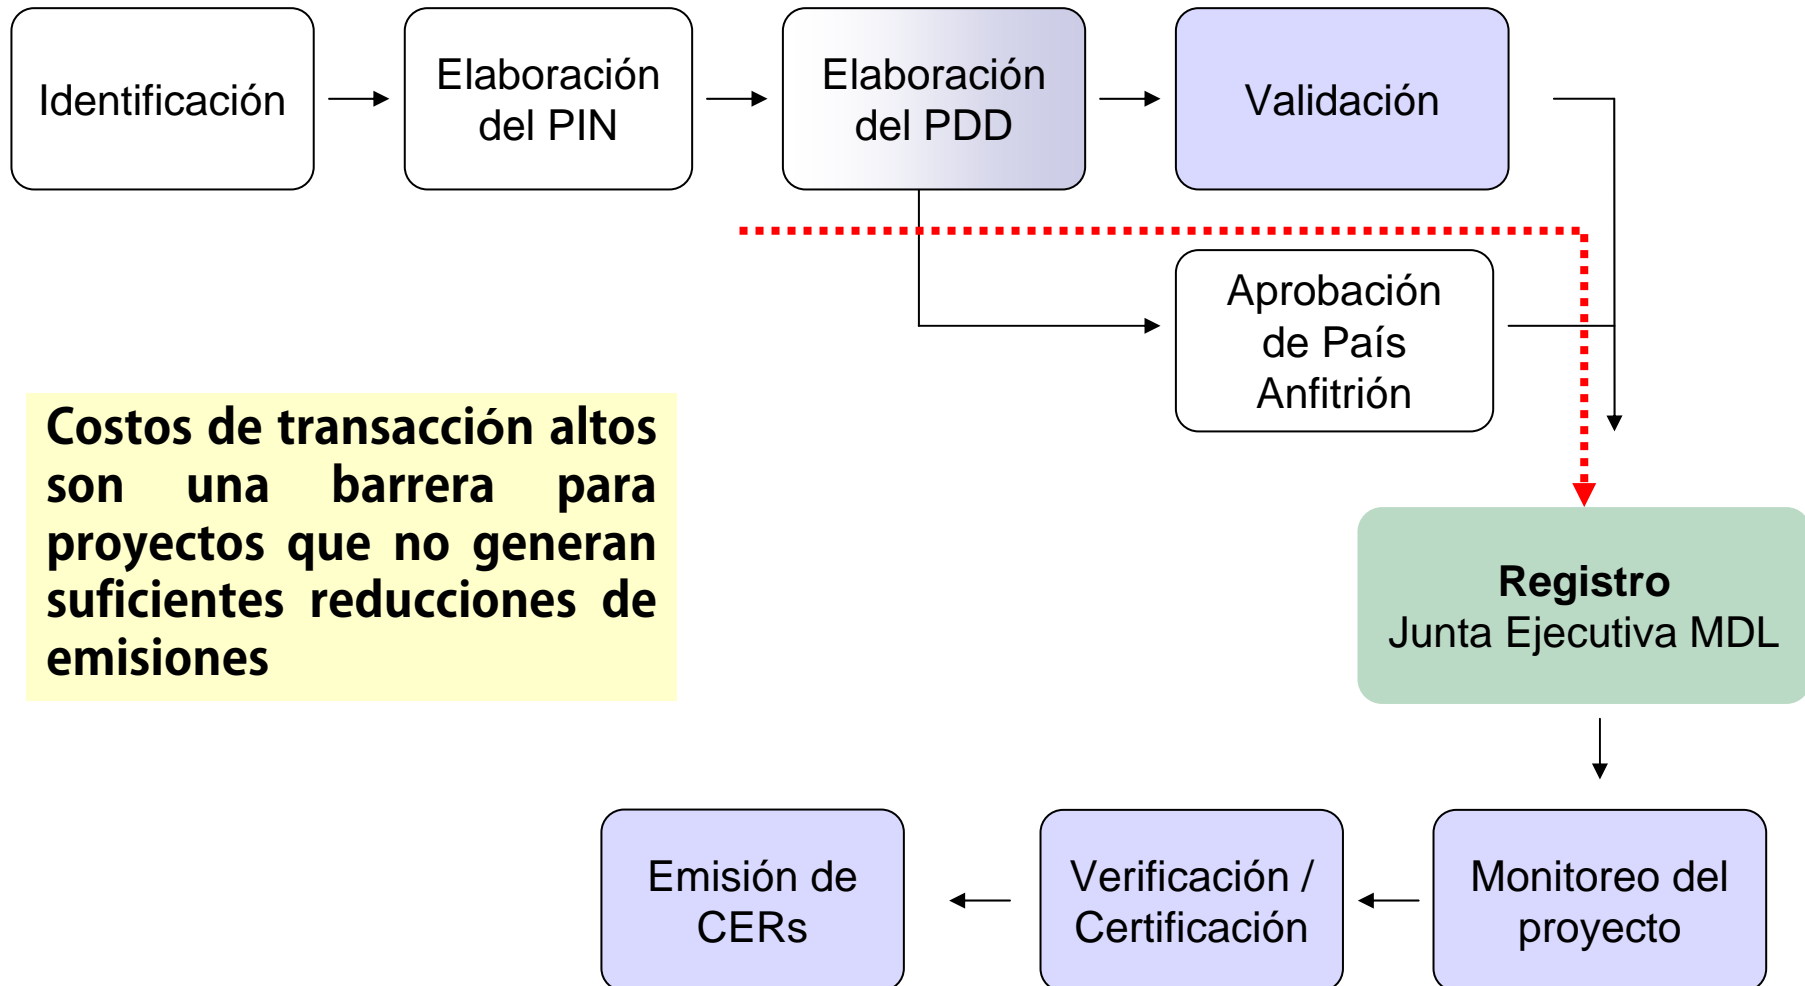 Identificación
Elaboración
del PIN
Elaboración
del PDD
Validación
Aprobación
de País
Anfitrión
Costos de transacción altos
son una barrera para
proyectos que no generan
suficientes reducciones de
emisiones
Registro
Junta Ejecutiva MDL
Monitoreo del
proyecto
Verificación /
Certificación
Emisión de
CERs